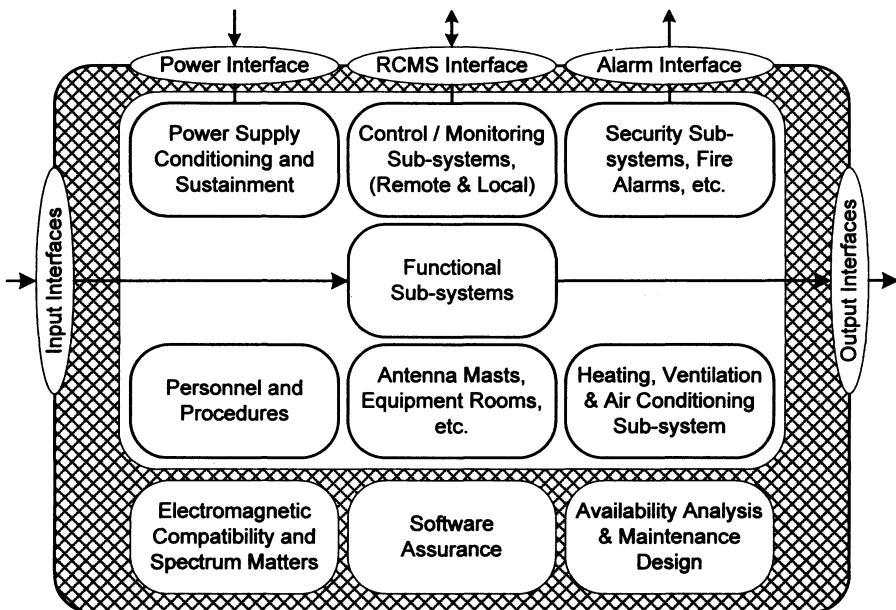 Power Interface
RCMS Interface
Alarm Interface
Power Supply
Conditioning and
Sustainment
Control / Monitoring
Sub-systems,
(Remote & Local)
Security Sub-
systems, Fire
Alarms, etc.
Input Interfaces
Functional
Sub-systems
Output Interfaces
Personnel and
Procedures
Antenna Masts,
Equipment Rooms,
etc.
Heating, Ventilation
& Air Conditioning
Sub-system
Electromagnetic
Compatibility and
Spectrum Matters
Software
Assurance
Availability Analysis
& Maintenance
Design